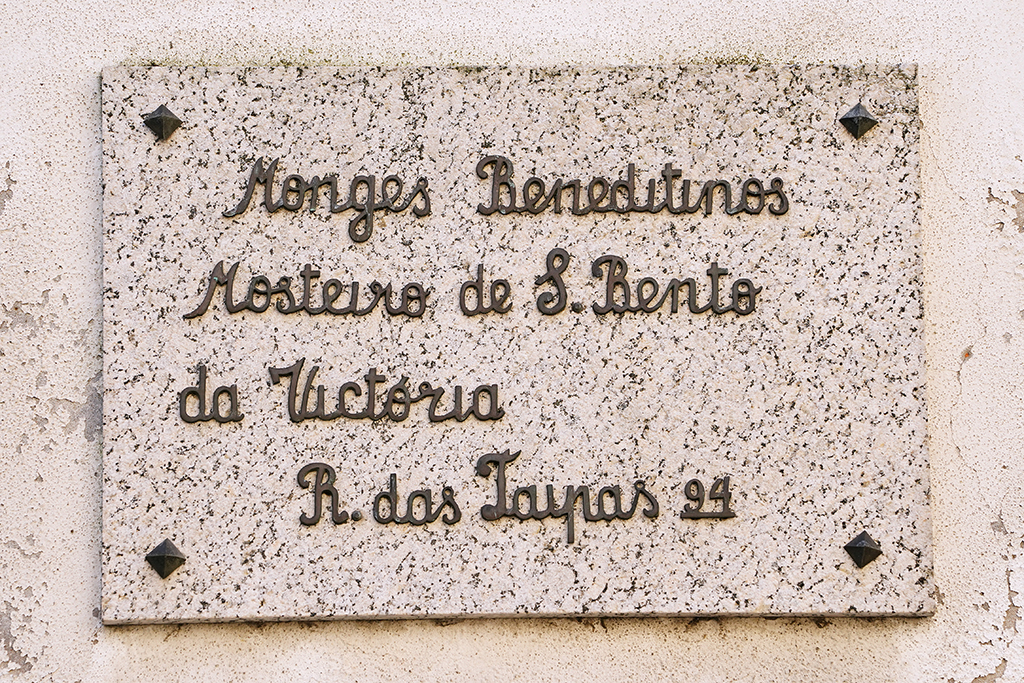 Monges Beneditinos
Mosteiro de S. Bento
da Victória
R. das Taipas 94